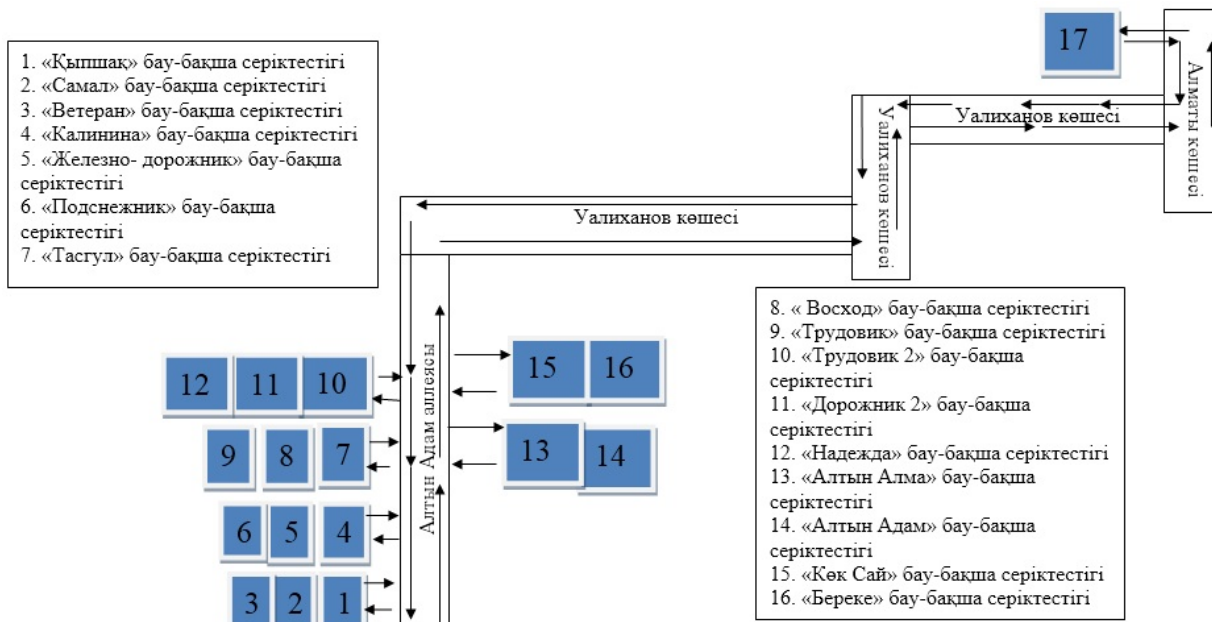 1. «Қыпшақ» бау-бақша серіктестігі
2. «Самал» бау-бақша серіктестігі
3. «Ветеран» бау-бақша серіктестігі
4. «Калинина» бау-бақша серіктестігі
5. «Железно- дорожник» бау-бақша
серіктестігі
6. «Подснежник» бау-бақша
серіктестігі
7. «Тасгул» бау-бақша серіктестігі
17
Алматы көшесі
Уалиханов көшесі
Уалиханов көшесі
Уалиханов көшесі
Алтын Адам аллеясы
12 11 10
15 16
9 8 7
13 14
6 5 4
3 2 1
8. « Восход» бау-бақша серіктестігі
9. «Трудовик» бау-бақша серіктестігі
10. «Трудовик 2» бау-бақша
серіктестігі
11. «Дорожник 2» бау-бақша
серіктестігі
12. «Надежда» бау-бақша серіктестігі
13. «Алтын Алма» бау-бақша
серіктестігі
14. «Алтын Адам» бау-бақша
серіктестігі
15. «Көк Сай» бау-бақша серіктестігі
16. «Береке» бау-бақша серіктестігі